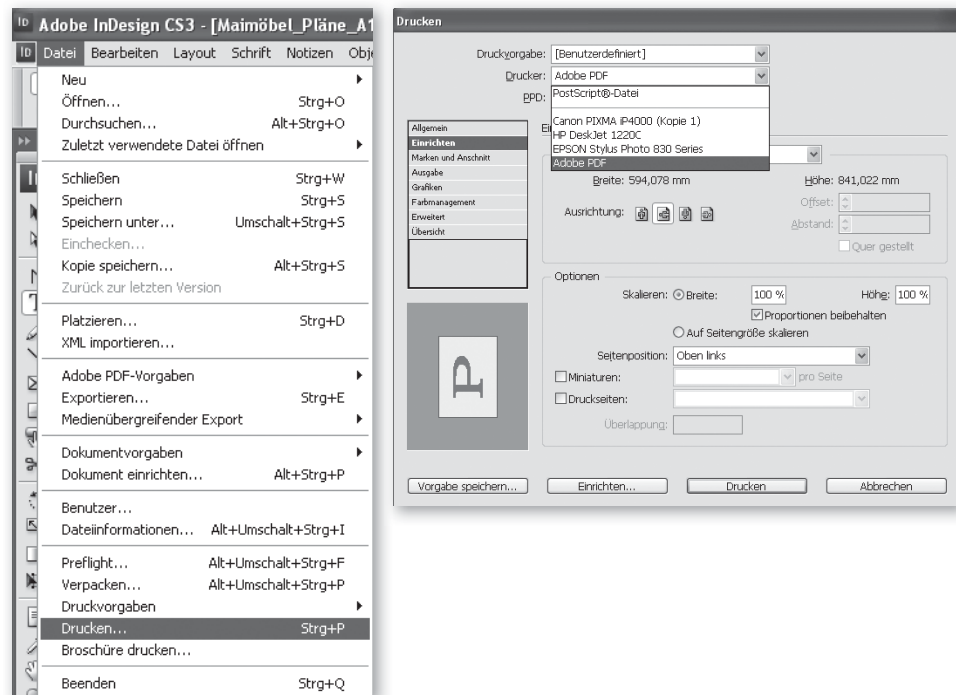 Adobe InDesign CS3 - [Maimöbel_Pläne_A1
Datei Bearbeiten Layout Schrift Notizen Obj
Neu
Öffnen... Strg+O
Durchsuchen... Alt+Strg+O
Zuletzt verwendete Datei öffnen
Schließen Strg+W
Speichern Strg+S
Speichern unter... Umschalt+Strg+S
Einchecken...
Kopie speichern... Alt+Strg+S
Zurück zur letzten Version
Platzieren... Strg+D
XML importieren...
Adobe PDF-Vorgaben
Exportieren... Strg+E
Medienübergreifender Export
Dokumentvorgaben
Dokument einrichten... Alt+Strg+P
Benutzer...
Dateiinformationen... Alt+Umschalt+Strg+I
Preflight... Alt+Umschalt+Strg+F
Verpacken... Alt+Umschalt+Strg+P
Druckvorgaben
Drucken... Strg+P
Broschüre drucken...
Beenden Strg+Q
Drucken
Druckvorgabe: [Benutzerdefiniert]
Drucker: Adobe PDF
PPD: PostScript®-Datei
Canon PIXMA iP4000 (Kopie 1)
HP DeskJet 1220C
EPSON Stylus Photo 830 Series
Adobe PDF
Allgemein
Einrichten
Marken und Anschnitt
Ausgabe
Grafiken
Farbmanagement
Erweitert
Übersicht
Breite: 594,078 mm Höhe: 841,022 mm
Ausrichtung: Offset:
Abstand:
Quer gestellt
Optionen
Skalieren: Breite: 100 % Höhe: 100 %
Proportionen beibehalten
Auf Seitengröße skalieren
Seitenposition: Oben links
Miniaturen: pro Seite
Druckseiten:
Überlappung:
P
Vorgabe speichern... Einrichten... Drucken Abbrechen